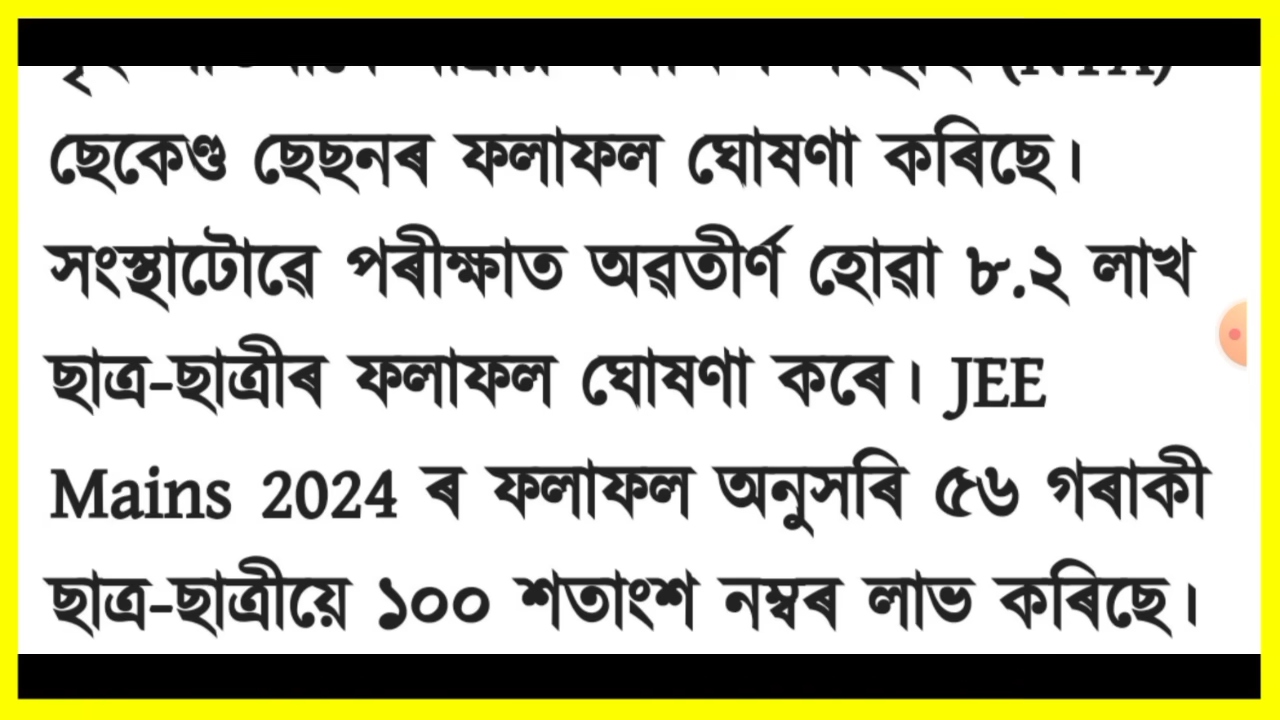 (NTA)
ছেকেণ্ড ছেছনৰ ফলাফল ঘোষণা কৰিছে।
সংস্থাটোৱে পৰীক্ষাত অৱতীৰ্ণ হোৱা ৮.২ লাখ
ছাত্ৰ-ছাত্ৰীৰ ফলাফল ঘোষণা কৰে। JEE
Mains 2024 ৰ ফলাফল অনুসৰি ৫৬ গৰাকী
ছাত্ৰ-ছাত্ৰীয়ে ১০০ শতাংশ নম্বৰ লাভ কৰিছে।